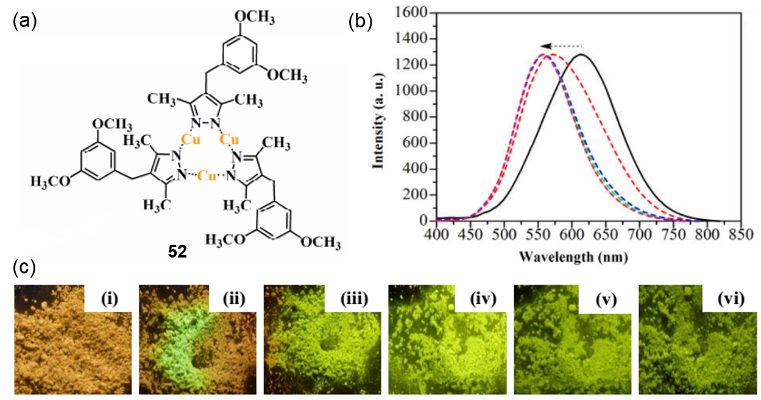 (a)
OCH₃
OCH₃
CH₃
CH₃
N
N
OCH₃
Cu
Cu
H₃C
CH₃
N
N
N
N
H₃CO
Cu
CH₃
H₃C
H₃CO
OCH₃
52
(b)
Intensity (a. u.)
1600
1400
1200
1000
800
600
400
200
0
400 450 500 550 600 650 700 750 800 850
Wavelength (nm)
(c)
(i)
(ii)
(iii)
(iv)
(v)
(vi)